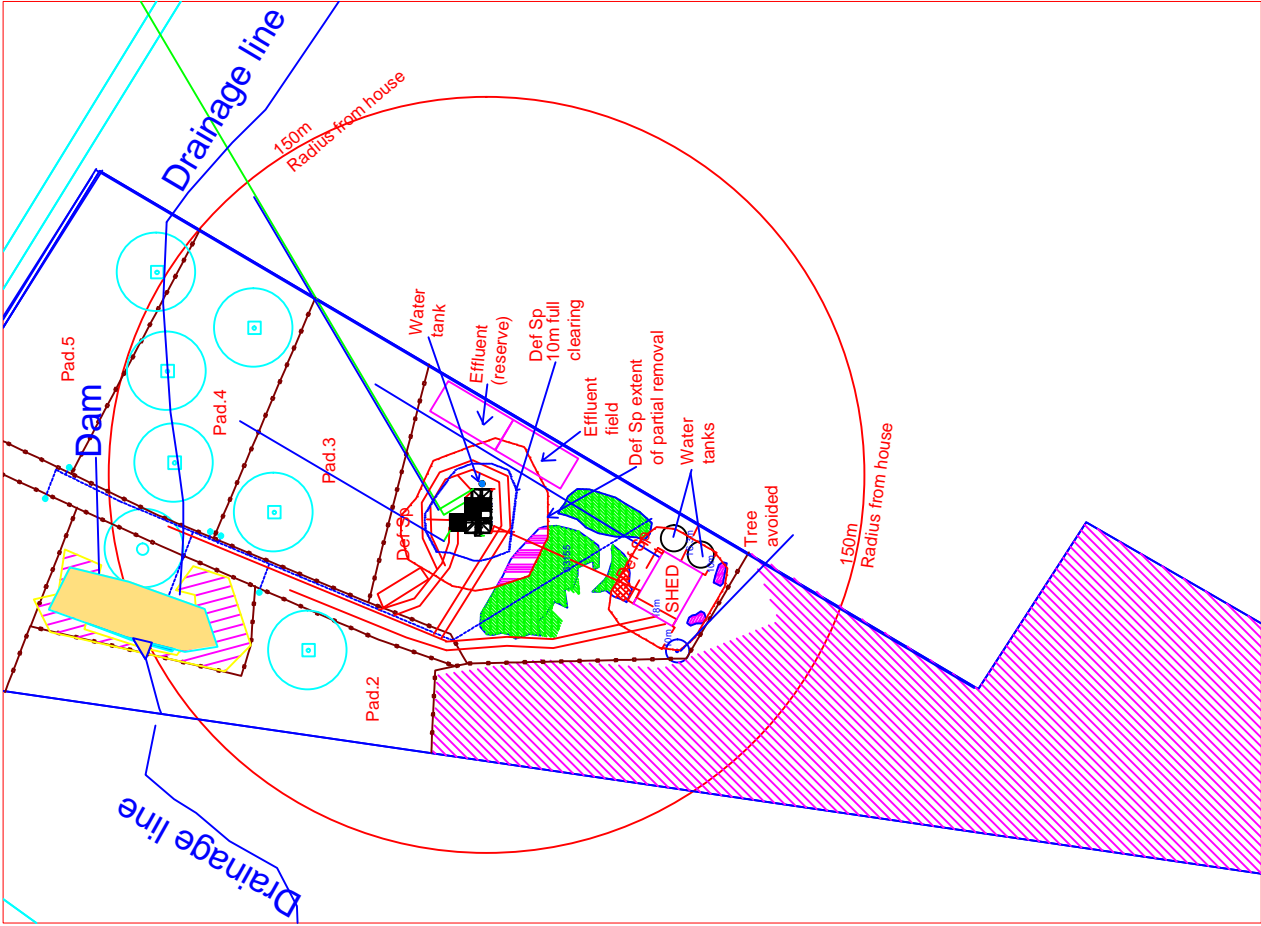 Drainage line
150m
Radius from house
Pad.5
Dam
Pad.4
Pad.3
Water
tank
Effluent
(reserve)
Def Sp
10m full
clearing
Effluent
field
Def Sp extent
of partial removal
Water
tanks
Def Sp
SHED
Tree
avoided
150m
Radius from house
Pad.2
Drainage line